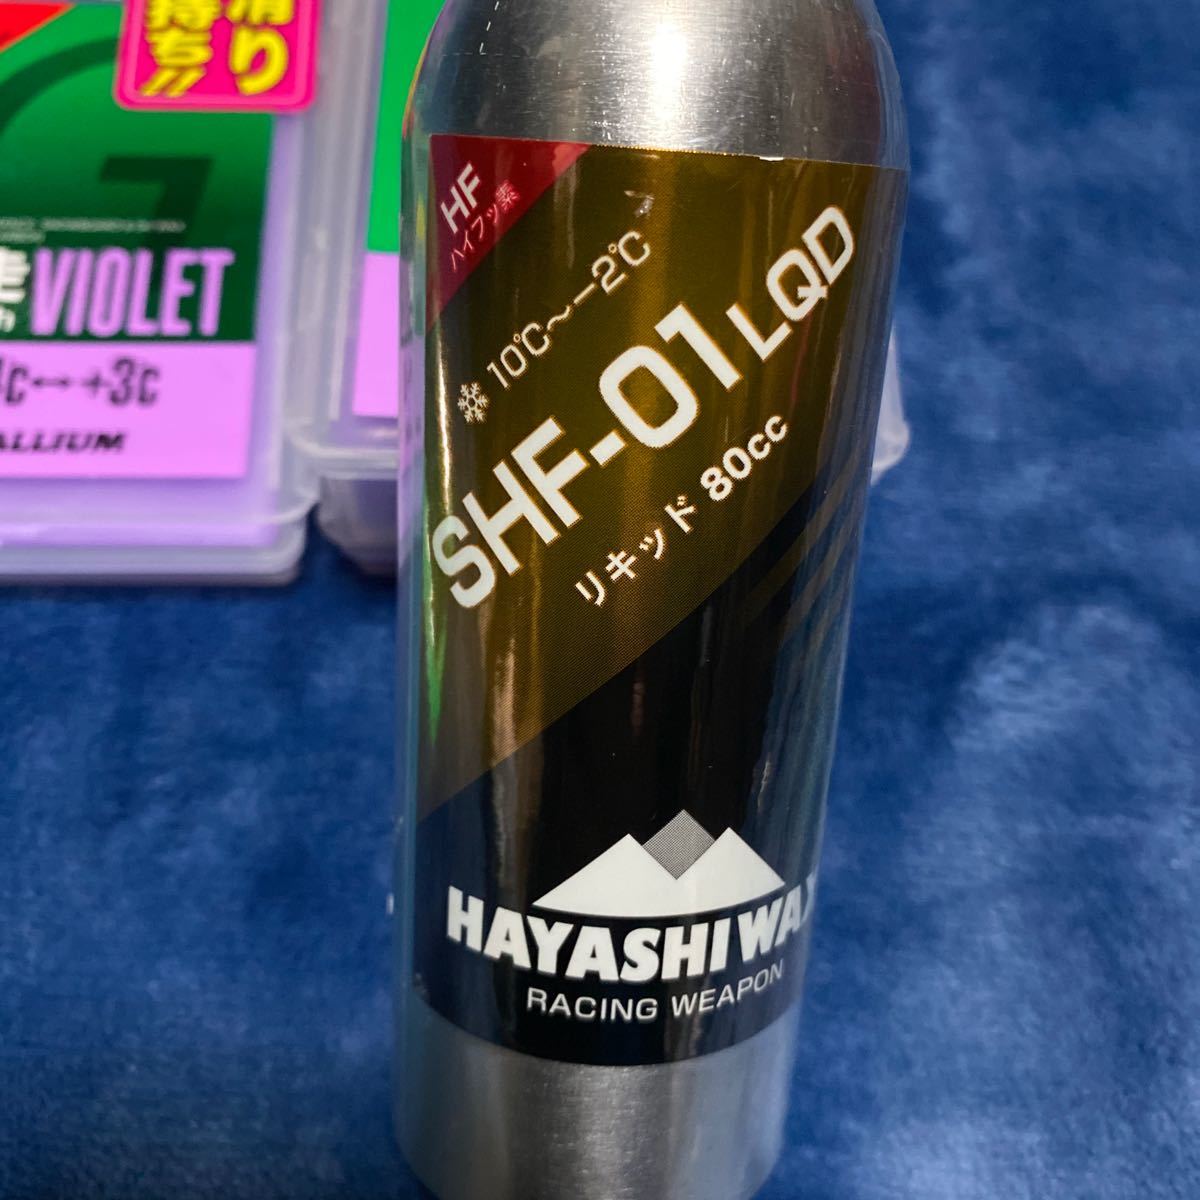 滑り
持ち!!
VIOLET
+3℃
ALLIUM
HF
ハイフッ素
10℃〜−2℃
SHF-01 LQD
リキッド 80cc
HAYASHI WAX
RACING WEAPON